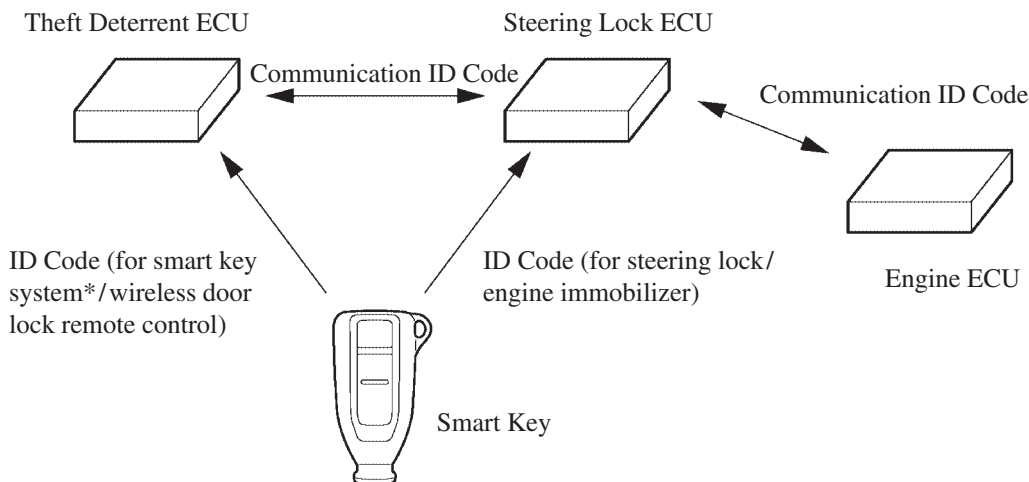 Theft Deterrent ECU
Steering Lock ECU
Communication ID Code
Communication ID Code
ID Code (for smart key
system*/wireless door
lock remote control)
ID Code (for steering lock/
engine immobilizer)
Engine ECU
Smart Key